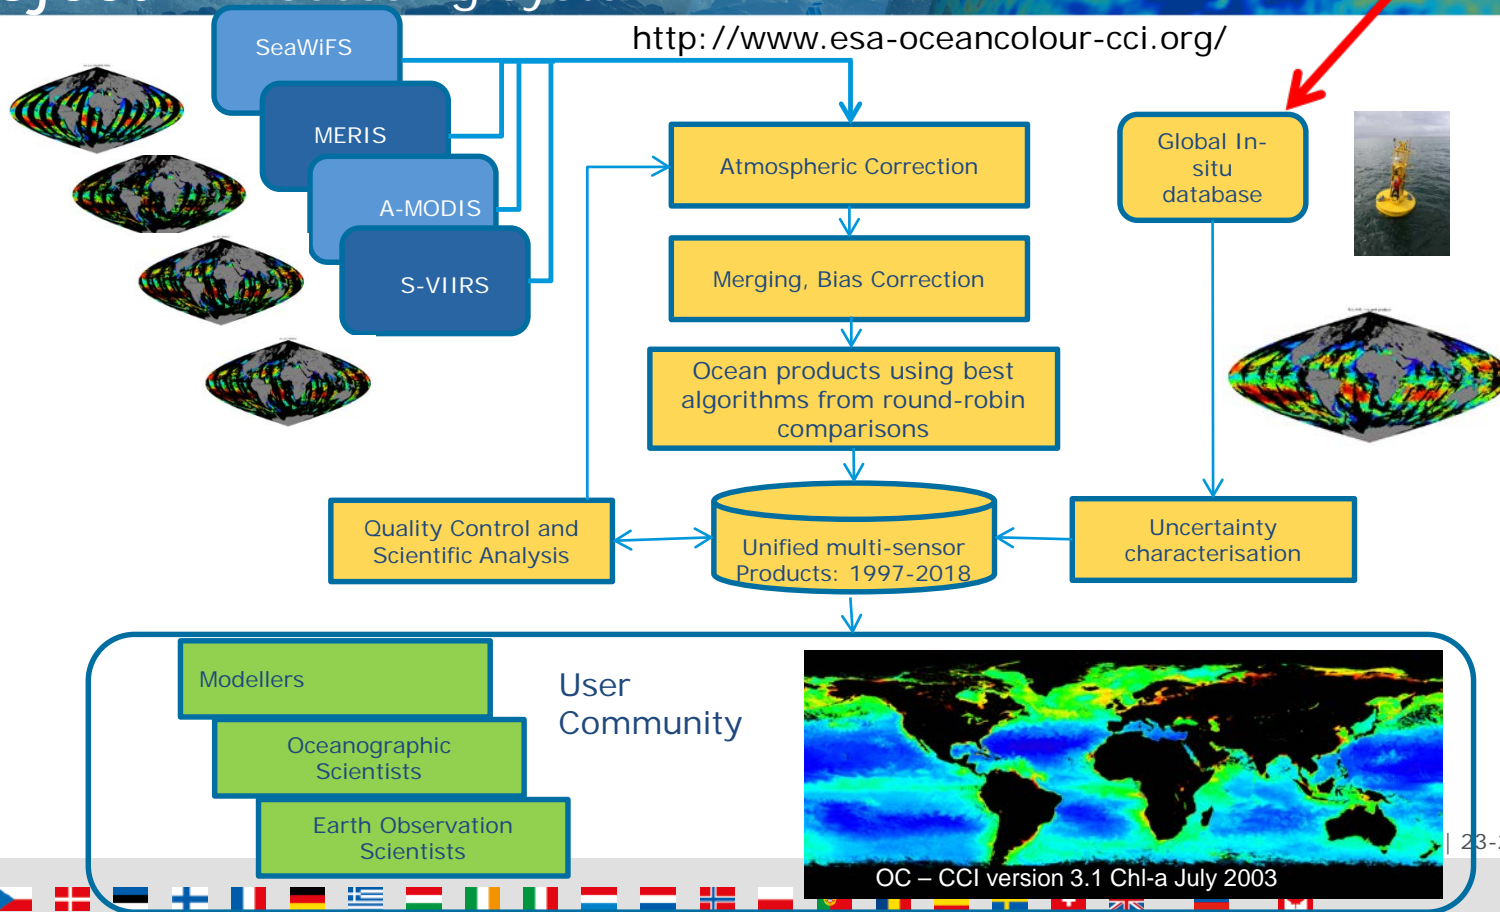 http://www.esa-oceancolour-cci.org/
SeaWiFS
MERIS
A-MODIS
S-VIIRS
Atmospheric Correction
Global In-
situ
database
Merging, Bias Correction
Ocean products using best
algorithms from round-robin
comparisons
Quality Control and
Scientific Analysis
Unified multi-sensor
Products: 1997-2018
Uncertainty
characterisation
Modellers
Oceanographic
Scientists
Earth Observation
Scientists
User
Community
OC – CCI version 3.1 Chl-a July 2003
| 23-